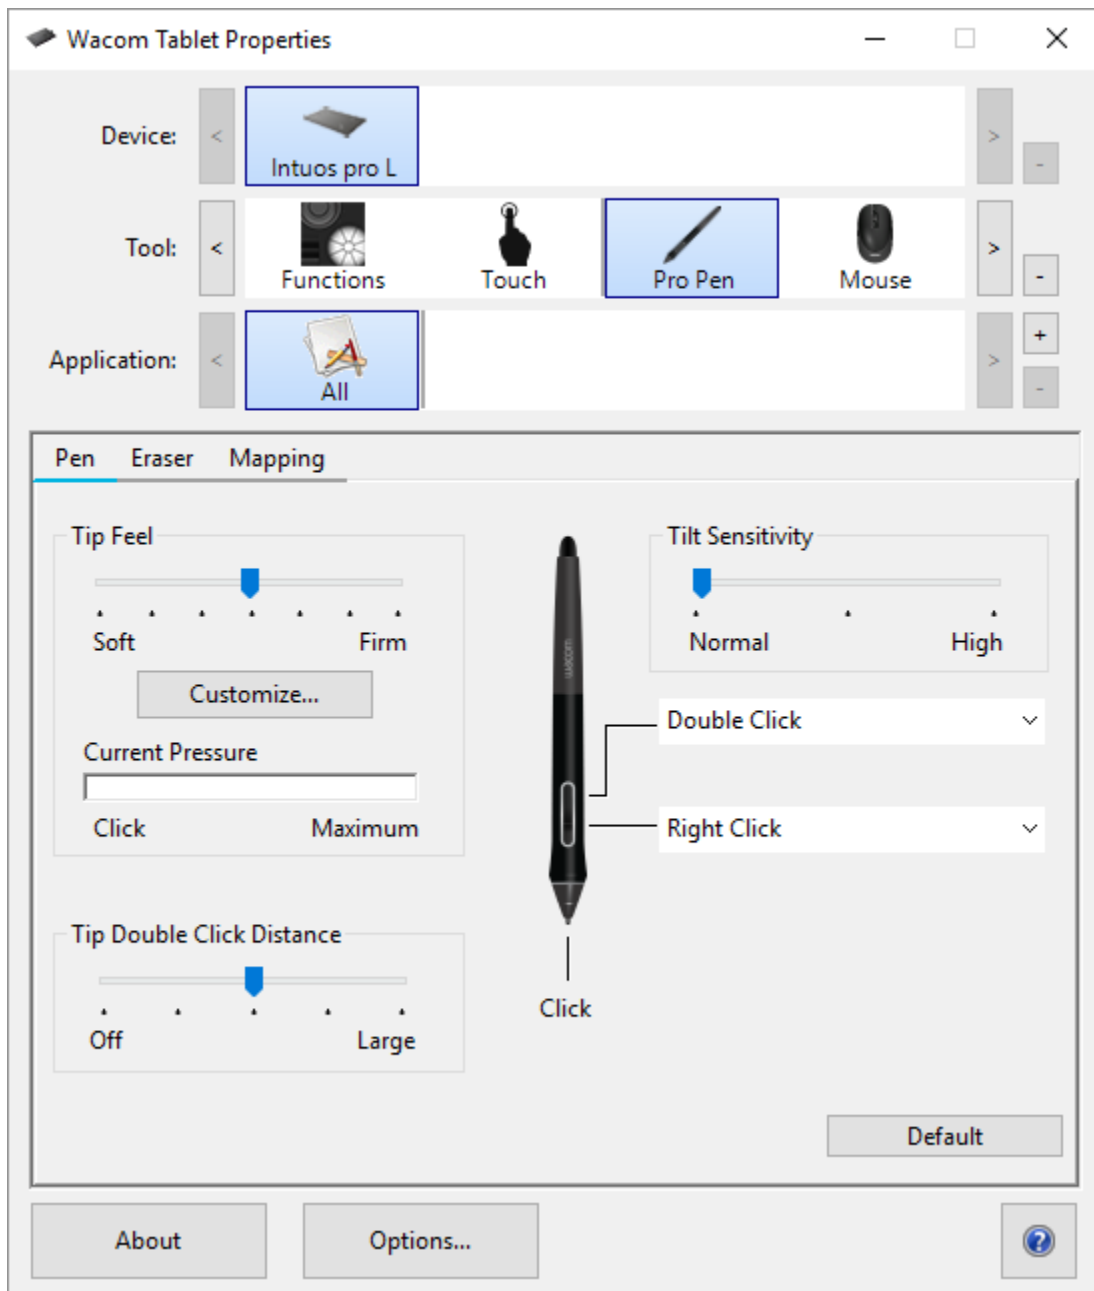 Wacom Tablet Properties
Device:
<
Intuos pro L
>
-
Tool:
<
Functions
Touch
Pro Pen
Mouse
>
-
Application:
<
All
>
+
-
Pen Eraser Mapping
Tip Feel
Soft Firm
Customize...
Current Pressure
Click Maximum
Tip Double Click Distance
Off Large
wacom
Click
Tilt Sensitivity
Normal High
Double Click
Right Click
Default
About
Options...
?